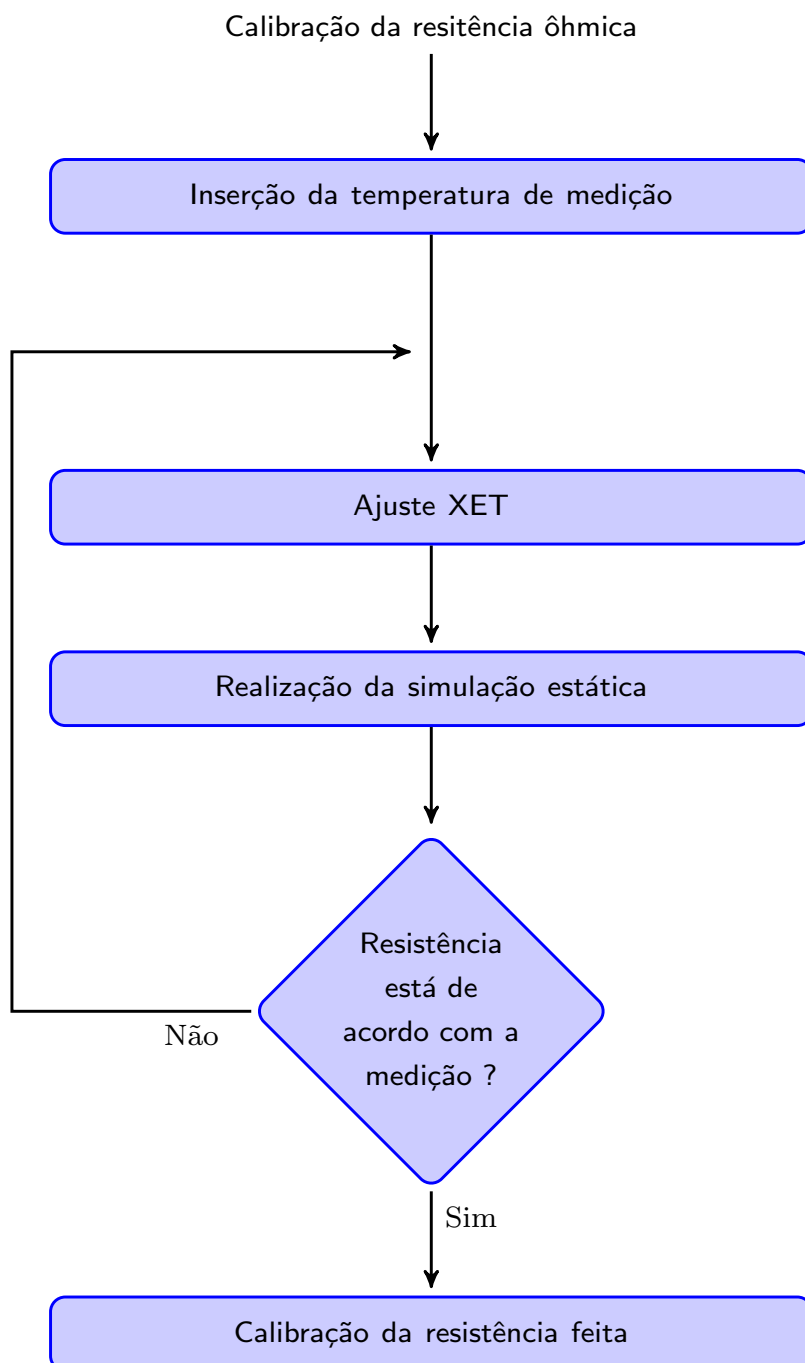 Calibração da resitência ôhmica
Inserção da temperatura de medição
Ajuste XET
Realização da simulação estática
Resistência
está de
acordo com a
medição ?
Não
Sim
Calibração da resistência feita